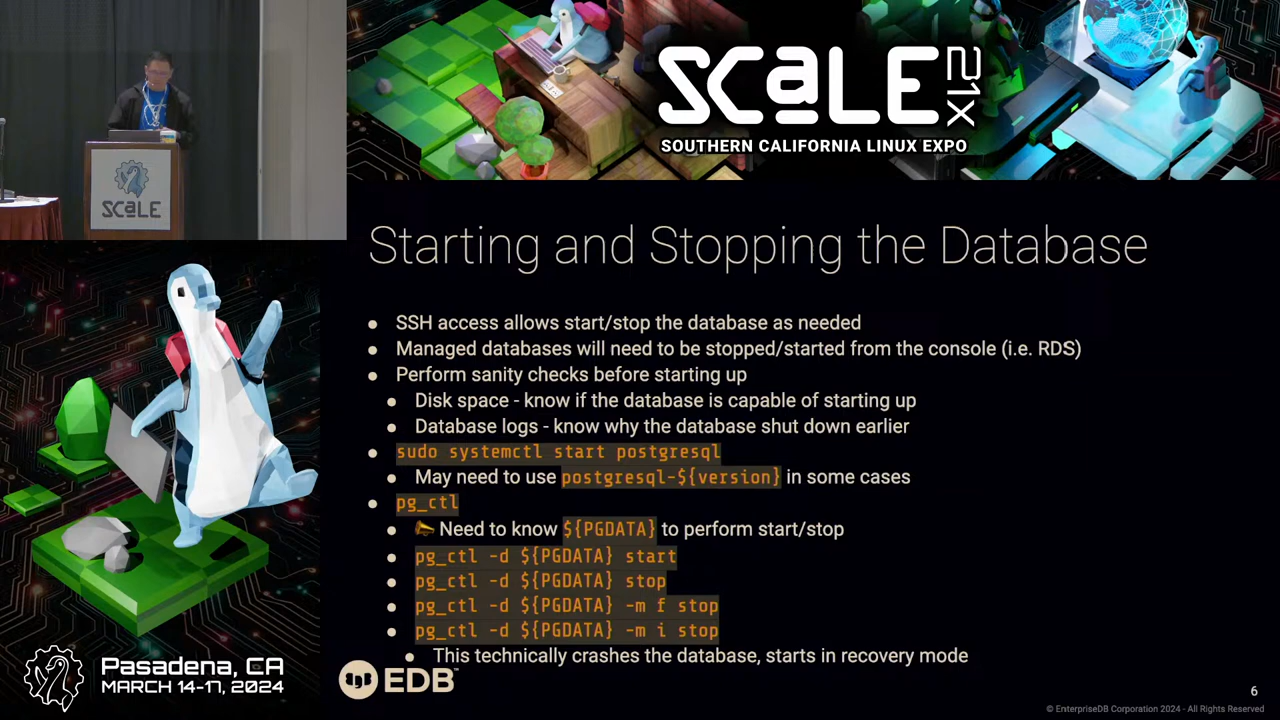 SCaLE 21X
SOUTHERN CALIFORNIA LINUX EXPO
SCaLE
Starting and Stopping the Database
SSH access allows start/stop the database as needed
Managed databases will need to be stopped/started from the console (i.e. RDS)
Perform sanity checks before starting up
Disk space - know if the database is capable of starting up
Database logs - know why the database shut down earlier
sudo systemctl start postgresql
May need to use postgresql-${version} in some cases
pg_ctl
Need to know ${PGDATA} to perform start/stop
pg_ctl -d ${PGDATA} start
pg_ctl -d ${PGDATA} stop
pg_ctl -d ${PGDATA} -m f stop
pg_ctl -d ${PGDATA} -m i stop
This technically crashes the database, starts in recovery mode
Pasadena, CA
MARCH 14-17, 2024
EDB™
6
© EnterpriseDB Corporation 2024 - All Rights Reserved